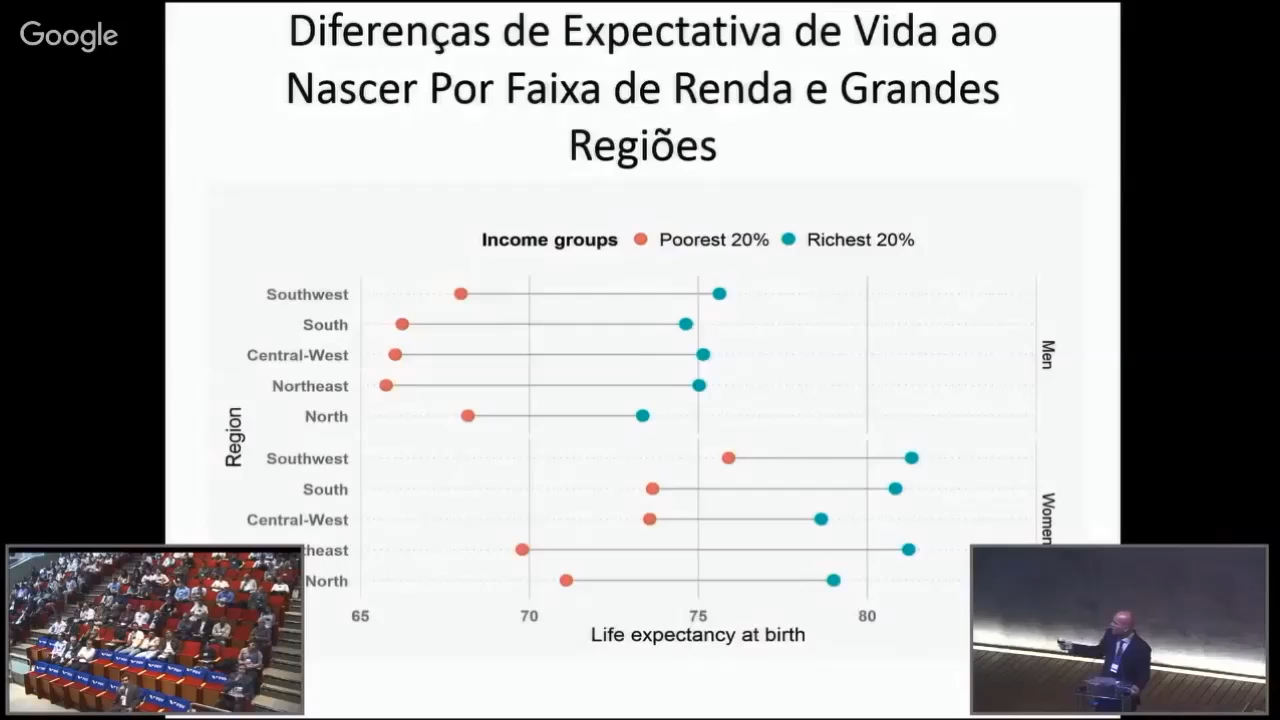 Google
Diferenças de Expectativa de Vida ao
Nascer Por Faixa de Renda e Grandes
Regiões
Income groups Poorest 20% Richest 20%
Southwest
South
Central-West
Northeast
North
Men
Region
Southwest
South
Central-West
theast
North
Women
65 70 75 80
Life expectancy at birth